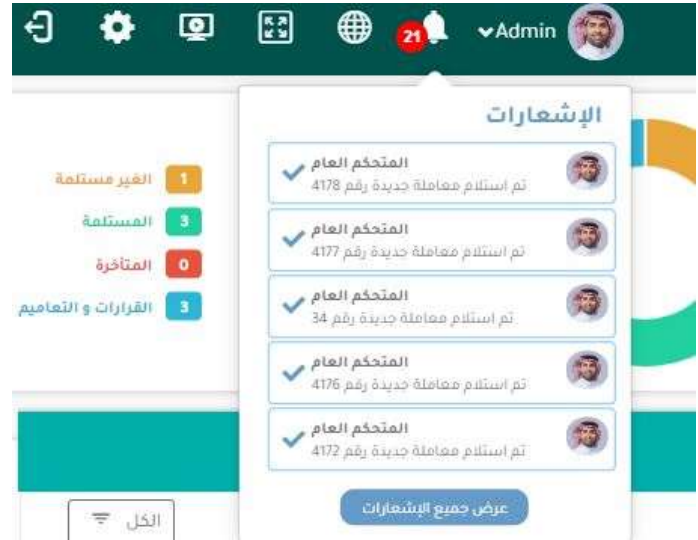 Admin
21
الإشعارات
المتحكم العام
تم استلام معاملة جديدة رقم 4178
المتحكم العام
تم استلام معاملة جديدة رقم 4177
المتحكم العام
تم استلام معاملة جديدة رقم 34
المتحكم العام
تم استلام معاملة جديدة رقم 4176
المتحكم العام
تم استلام معاملة جديدة رقم 4172
عرض جميع الإشعارات
1 الغير مستلمة
3 المستلمة
0 المتأخرة
3 القرارات و التعاميم
الكل